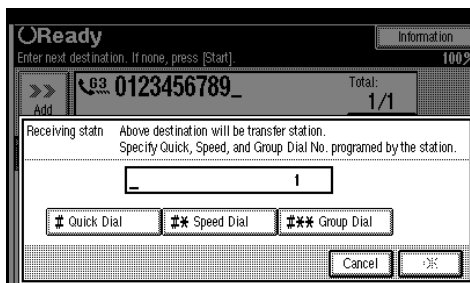 Ready
Information
Enter next destination. If none, press [Start].
100%
Add
G3 0123456789_
Total:
1/1
Receiving statn
Above destination will be transfer station.
Specify Quick, Speed, and Group Dial No. programed by the station.
_ 1
# Quick Dial
#* Speed Dial
#** Group Dial
Cancel
OK